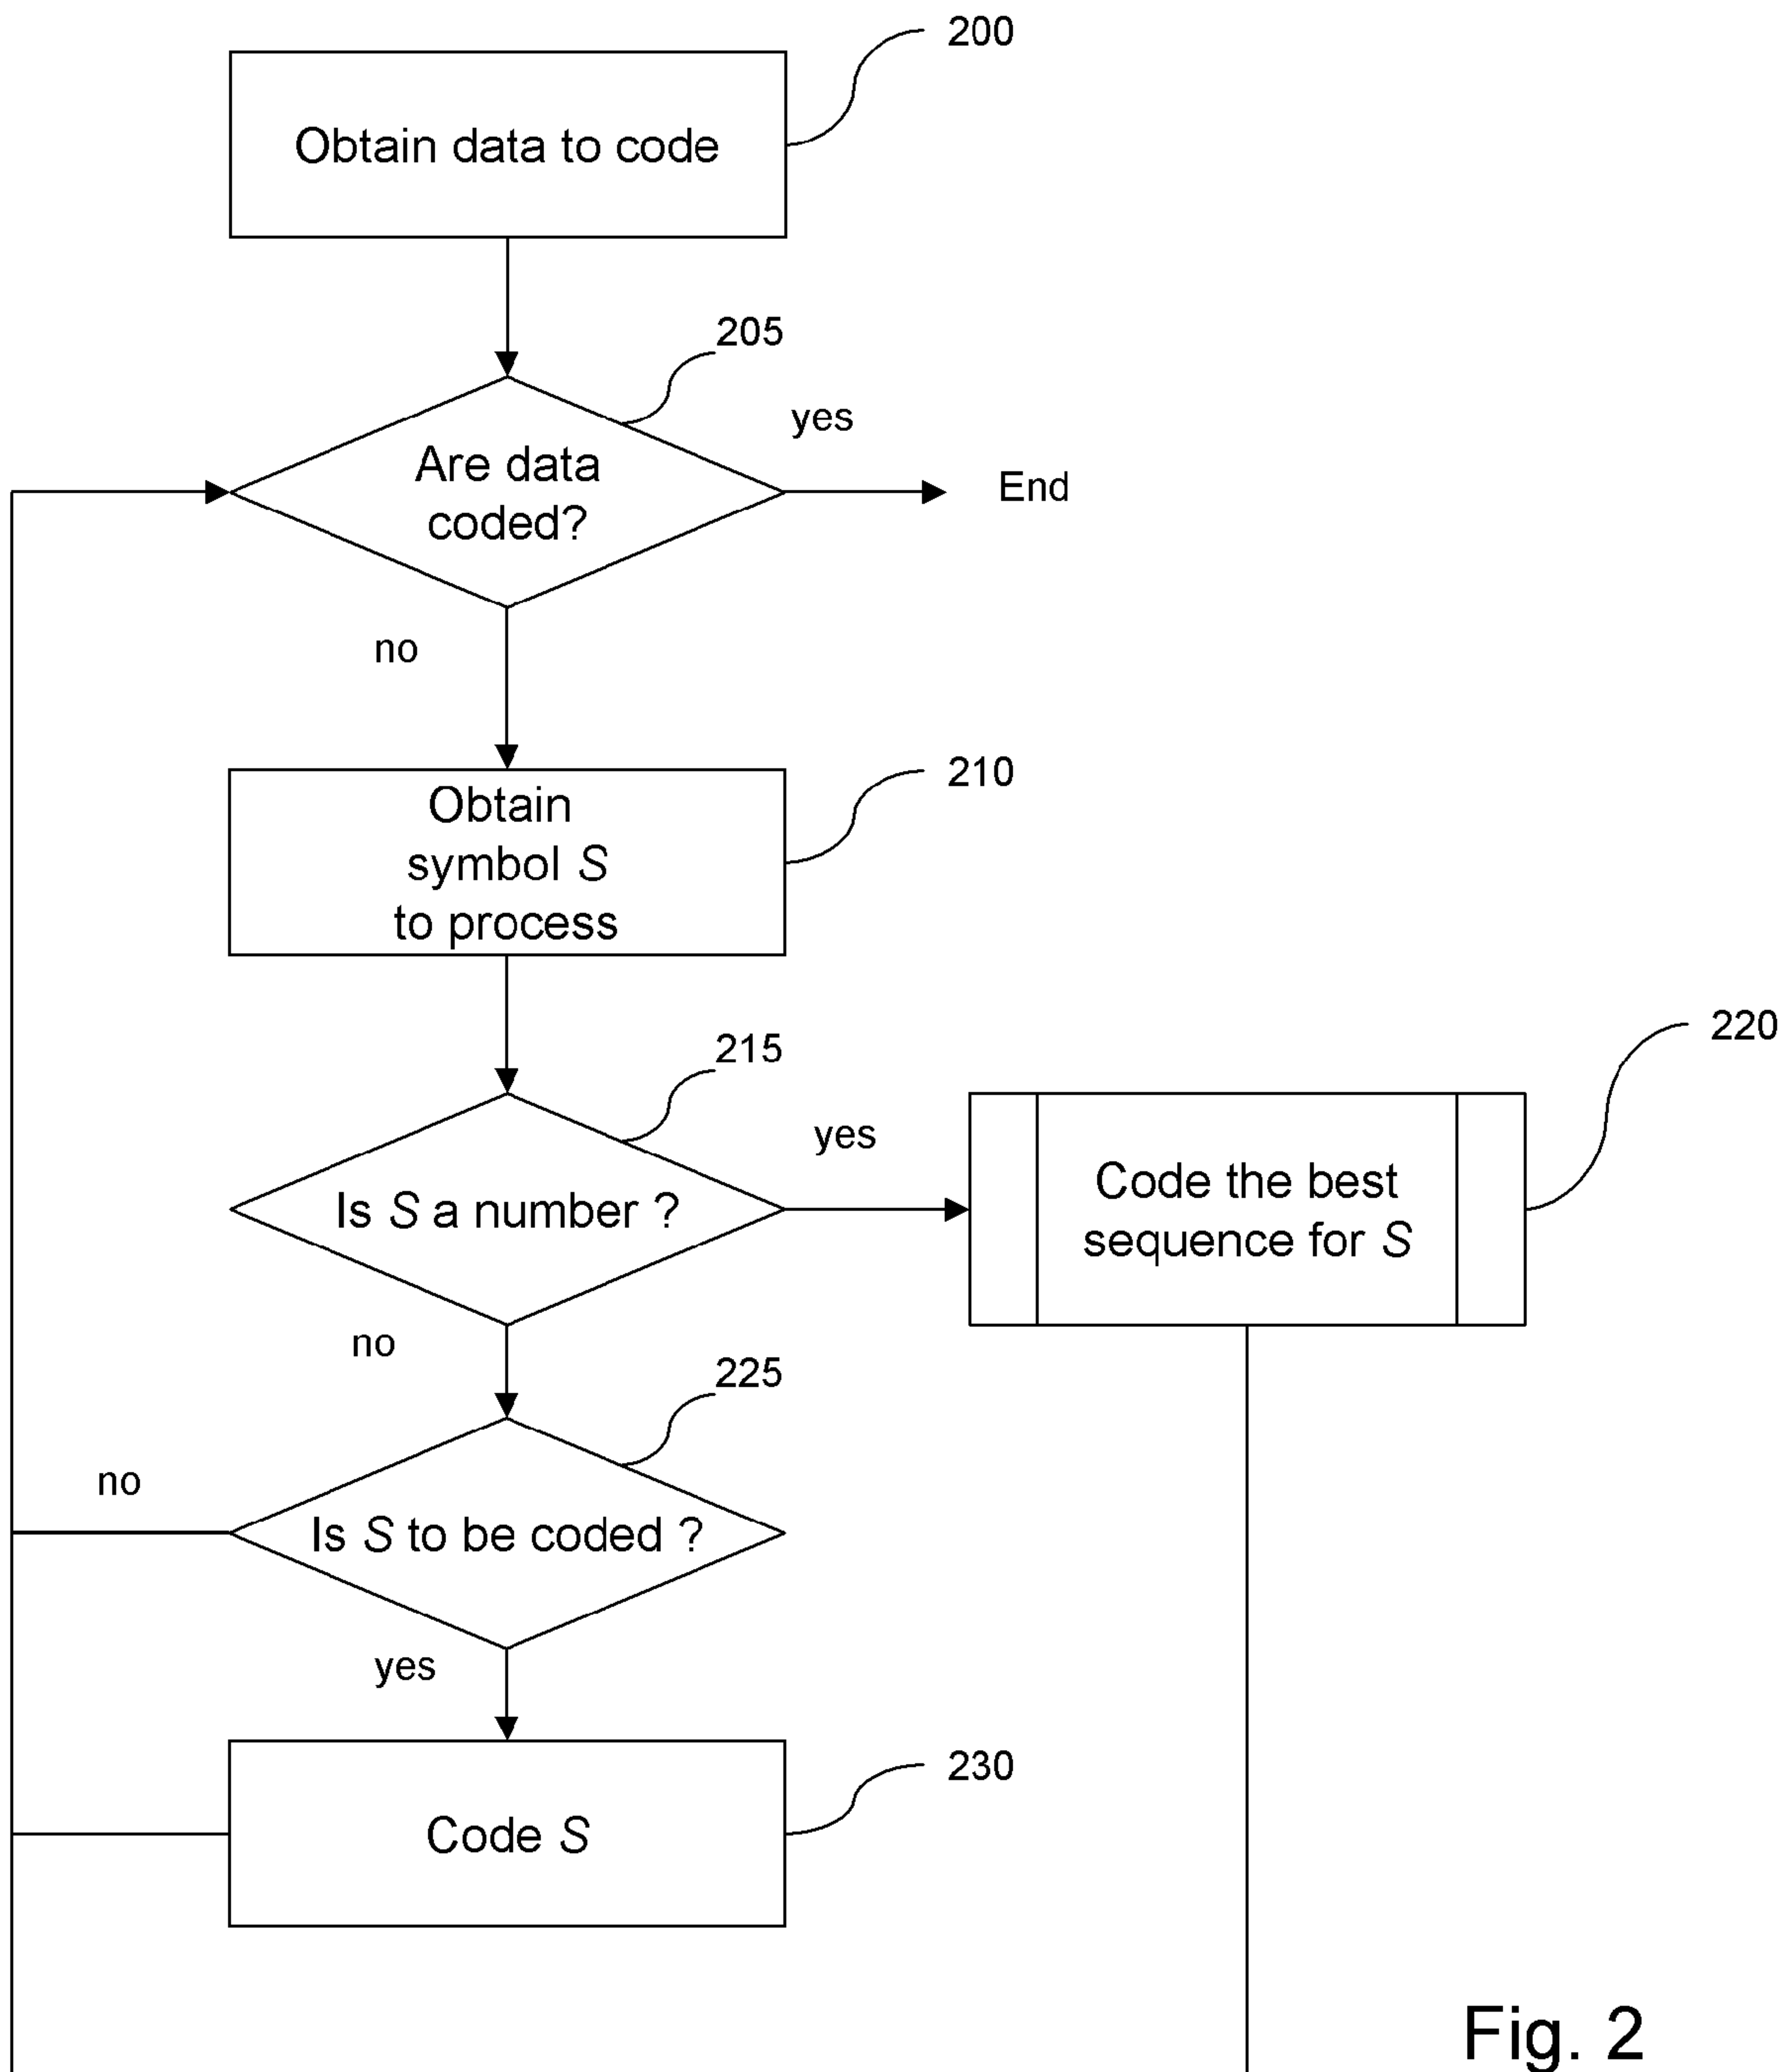 200
Obtain data to code
205
yes
Are data
coded?
End
no
210
Obtain
symbol S
to process
215
220
yes
Is S a number ?
Code the best
sequence for S
no
225
no
Is S to be coded ?
yes
230
Code S
Fig. 2